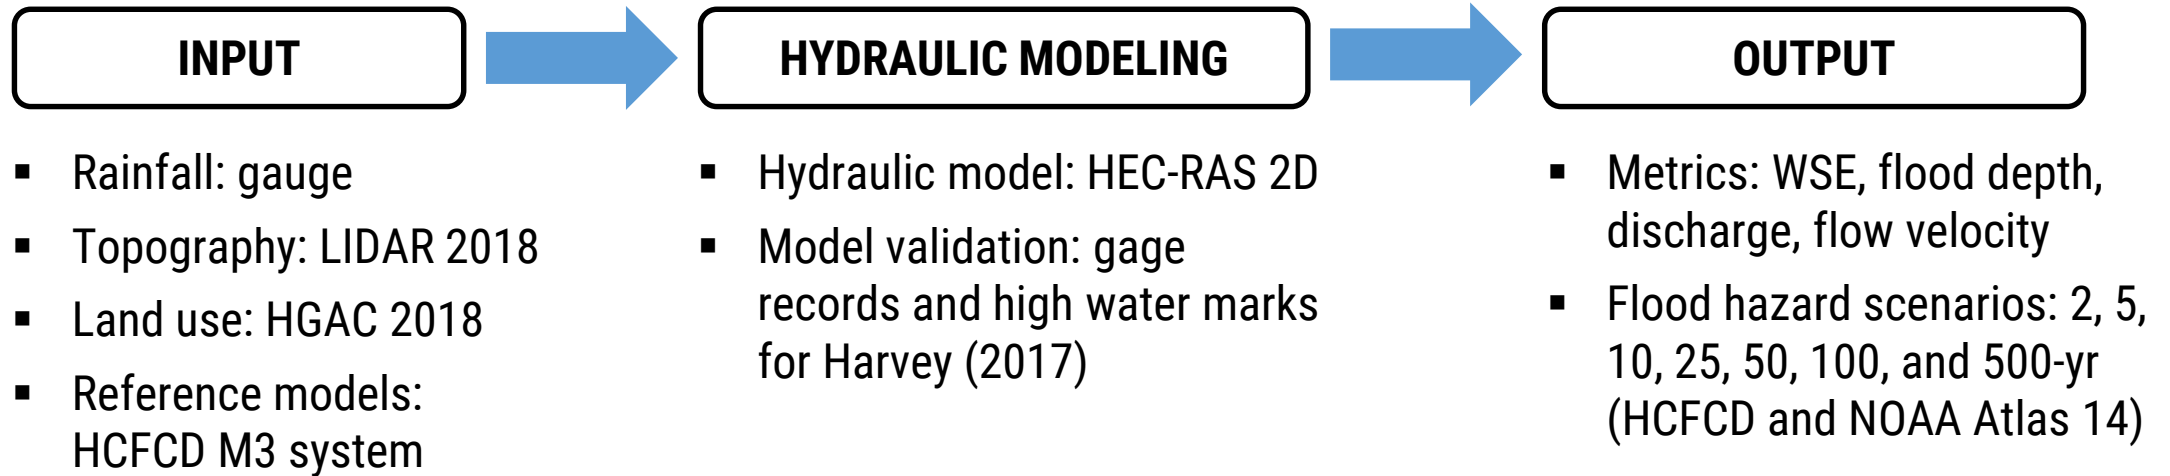 INPUT
▪ Rainfall: gauge
▪ Topography: LIDAR 2018
▪ Land use: HGAC 2018
▪ Reference models:
HCFCD M3 system
HYDRAULIC MODELING
▪ Hydraulic model: HEC-RAS 2D
▪ Model validation: gage
records and high water marks
for Harvey (2017)
OUTPUT
▪ Metrics: WSE, flood depth,
discharge, flow velocity
▪ Flood hazard scenarios: 2, 5,
10, 25, 50, 100, and 500-yr
(HCFCD and NOAA Atlas 14)